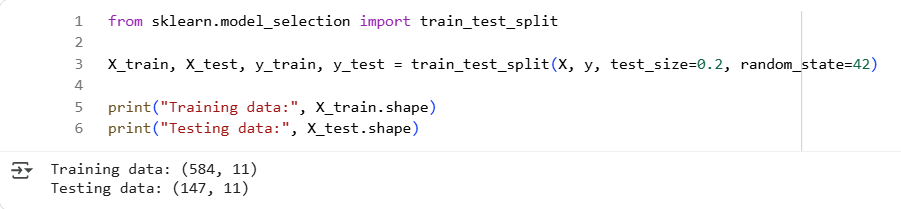 1 from sklearn.model_selection import train_test_split
2
3 X_train, X_test, y_train, y_test = train_test_split(X, y, test_size=0.2, random_state=42)
4
5 print("Training data:", X_train.shape)
6 print("Testing data:", X_test.shape)
Training data: (584, 11)
Testing data: (147, 11)